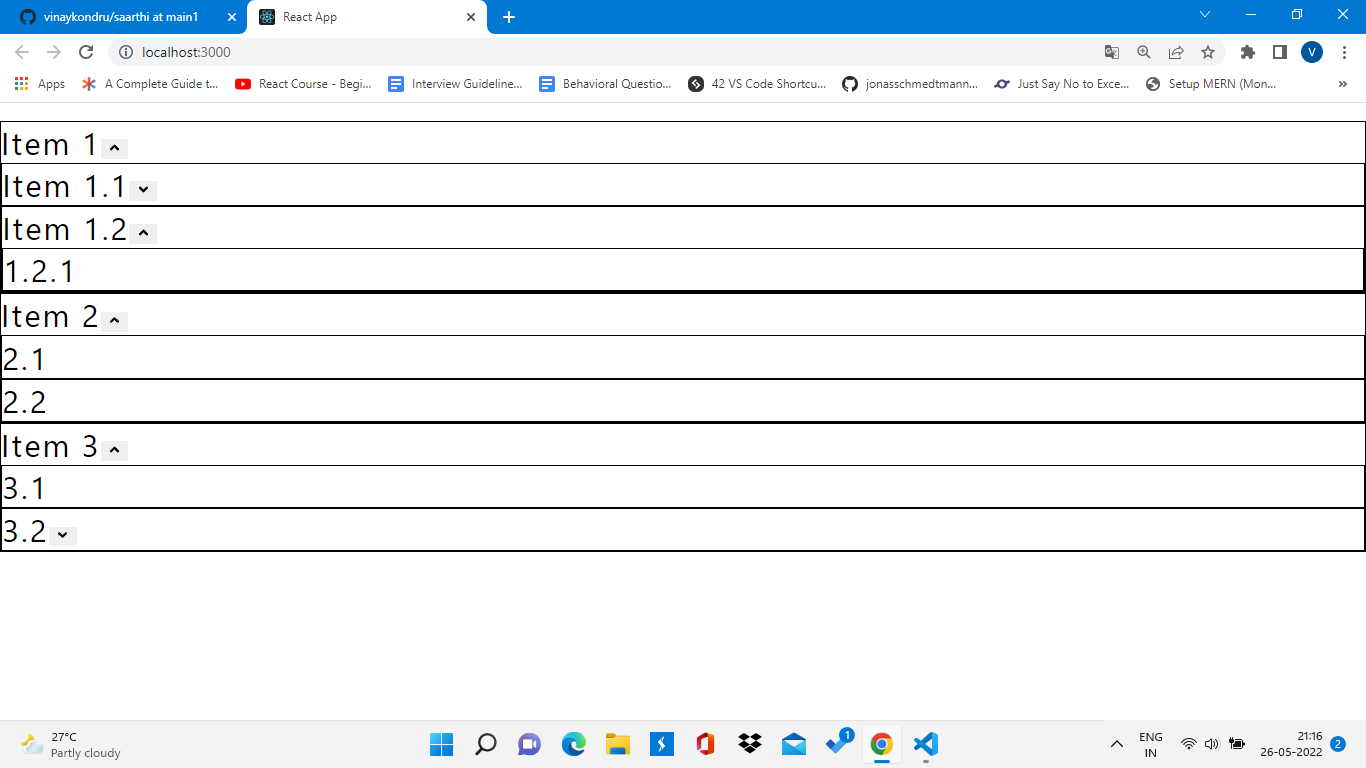 vinaykondru/saarthi at main1
React App
localhost:3000
Apps
A Complete Guide t...
React Course - Begi...
Interview Guideline...
Behavioral Questio...
42 VS Code Shortcu...
jonasschmedtmann...
Just Say No to Exce...
Setup MERN (Mon...
»
V
Item 1
Item 1.1
Item 1.2
1.2.1
Item 2
2.1
2.2
Item 3
3.1
3.2
27°C
Partly cloudy
1
ENG
IN
21:16
26-05-2022
2